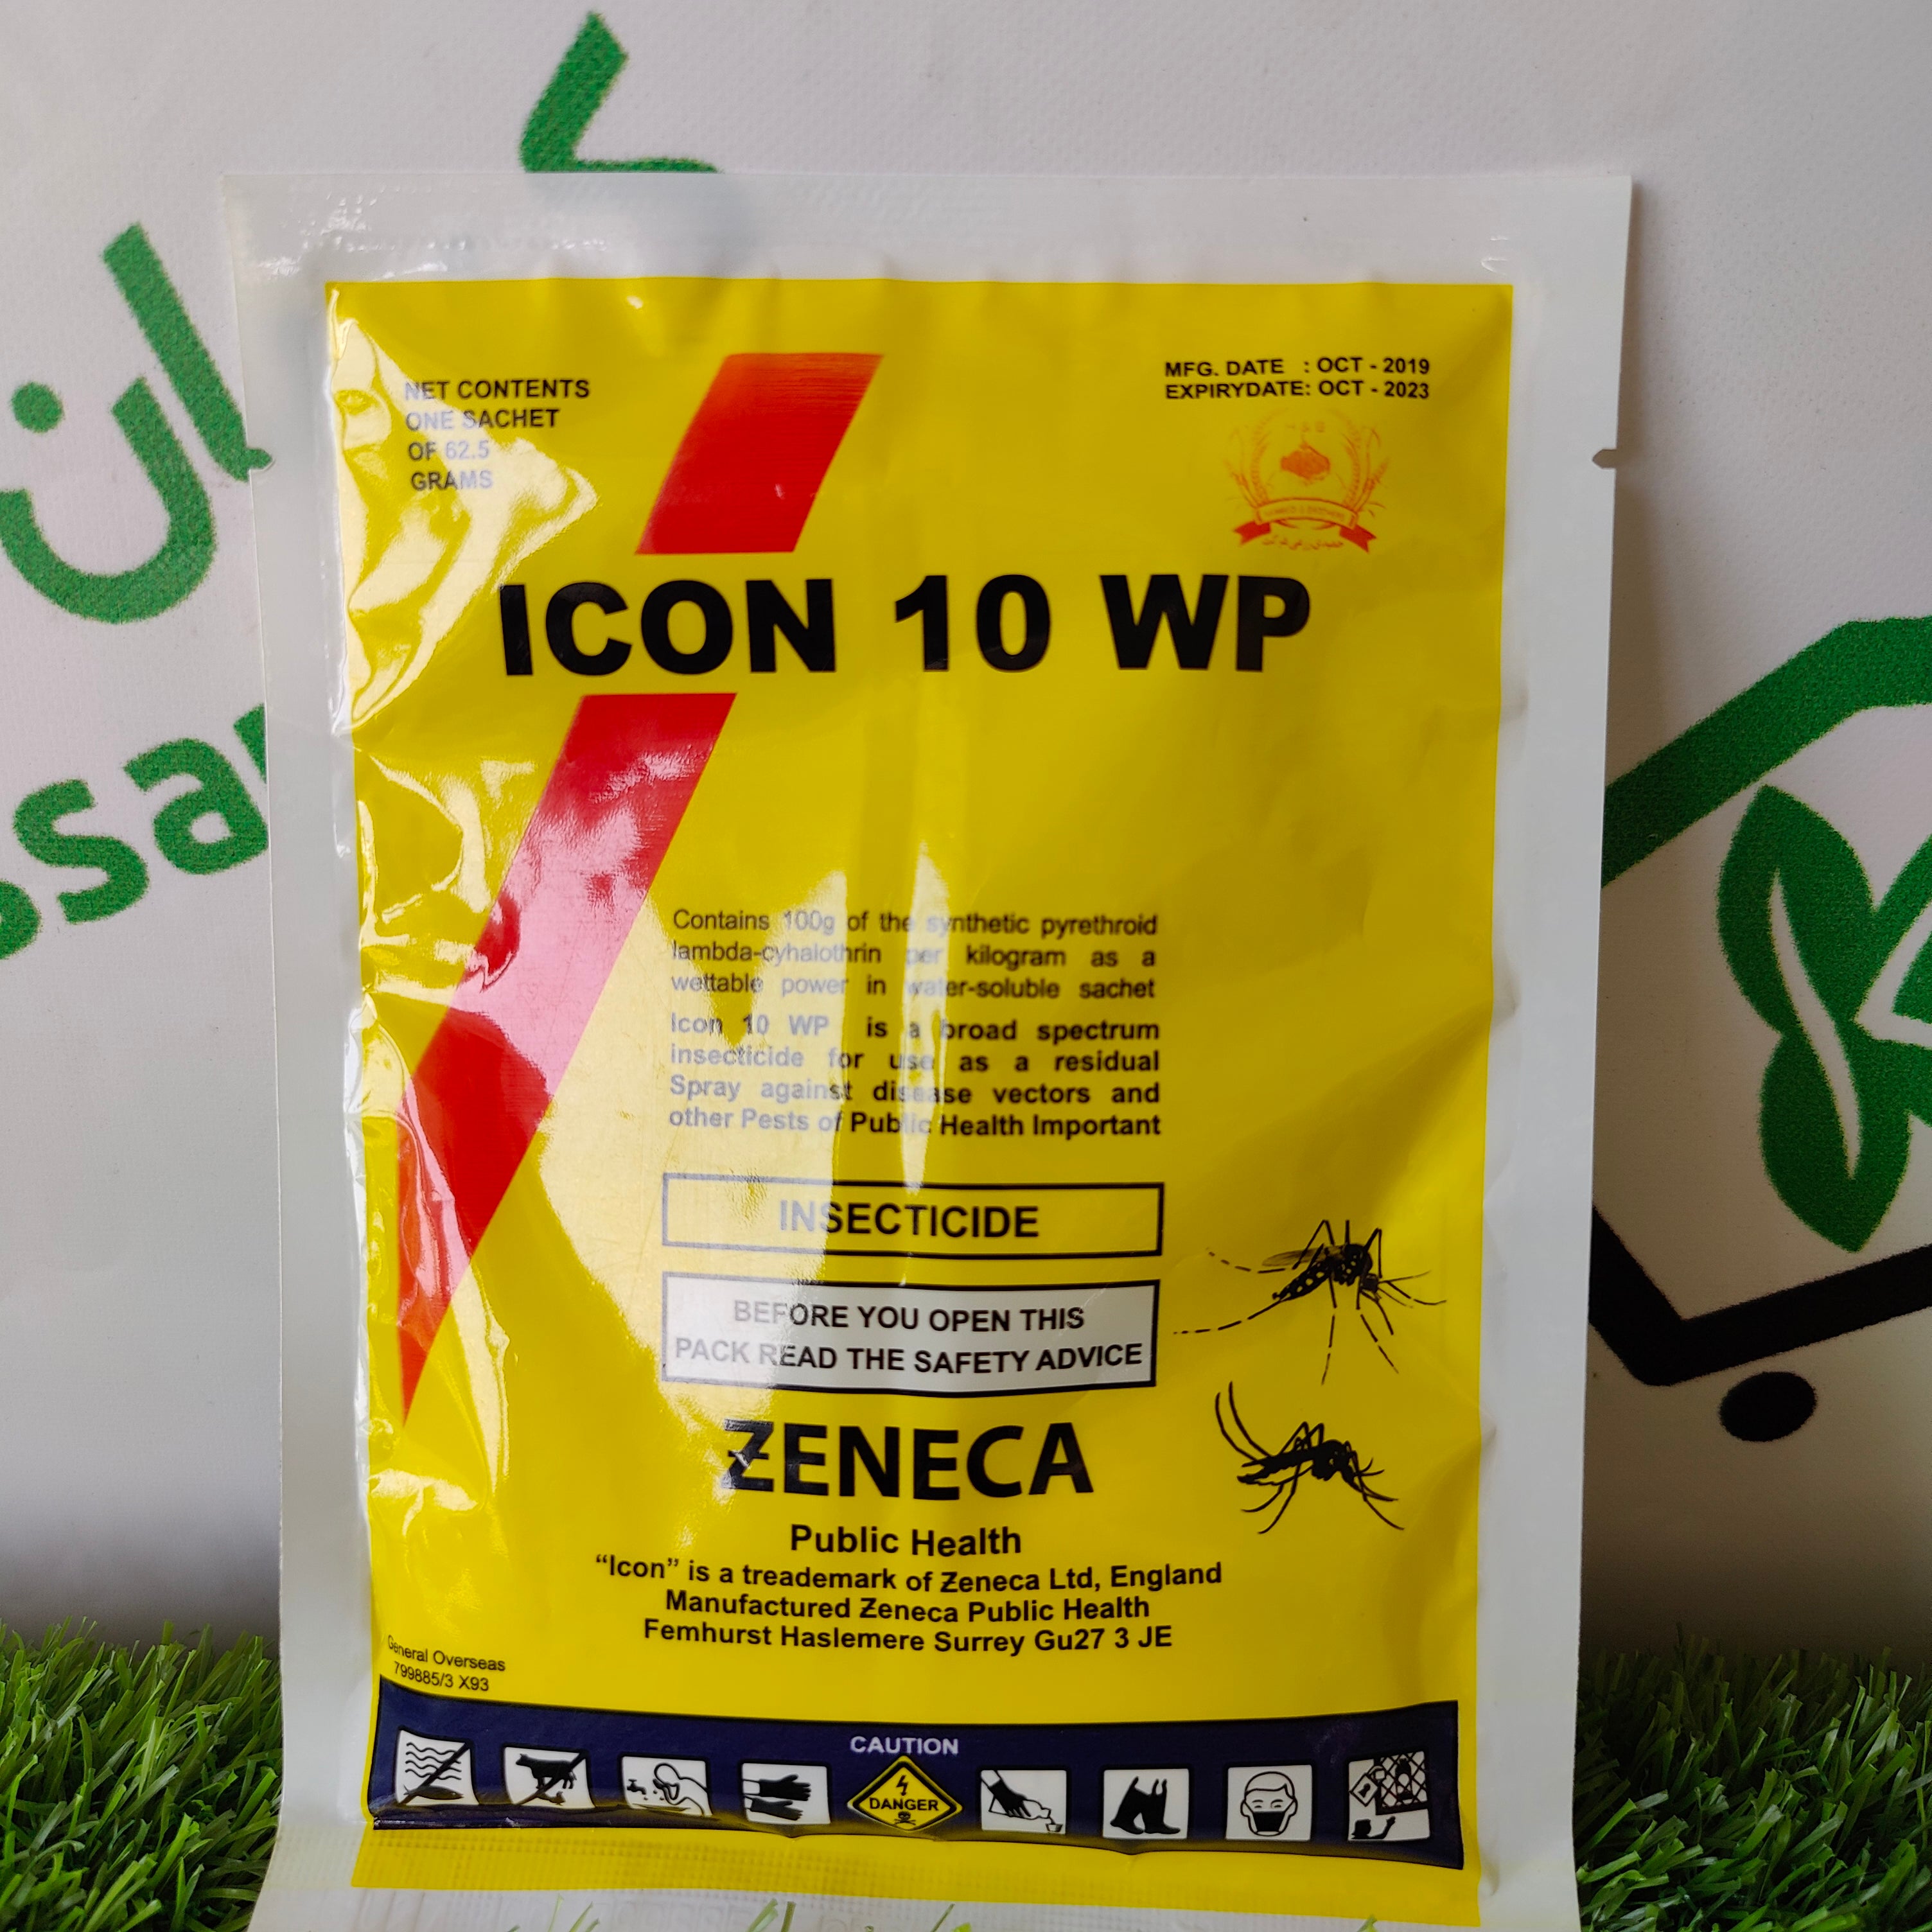 NET CONTENTS
ONE SACHET
OF 62.5
GRAMS
MFG. DATE : OCT - 2019
EXPIRYDATE: OCT - 2023
ICON 10 WP
Contains 100g of the synthetic pyrethroid
lambda-cyhalothrin per kilogram as a
wettable power in water-soluble sachet
Icon 10 WP is a broad spectrum
insecticide for use as a residual
Spray against disease vectors and
other Pests of Public Health Important
INSECTICIDE
BEFORE YOU OPEN THIS
PACK READ THE SAFETY ADVICE
ZENECA
Public Health
“Icon” is a treademark of Zeneca Ltd, England
Manufactured Zeneca Public Health
Femhurst Haslemere Surrey Gu27 3 JE
General Overseas
799885/3 X93
CAUTION
DANGER